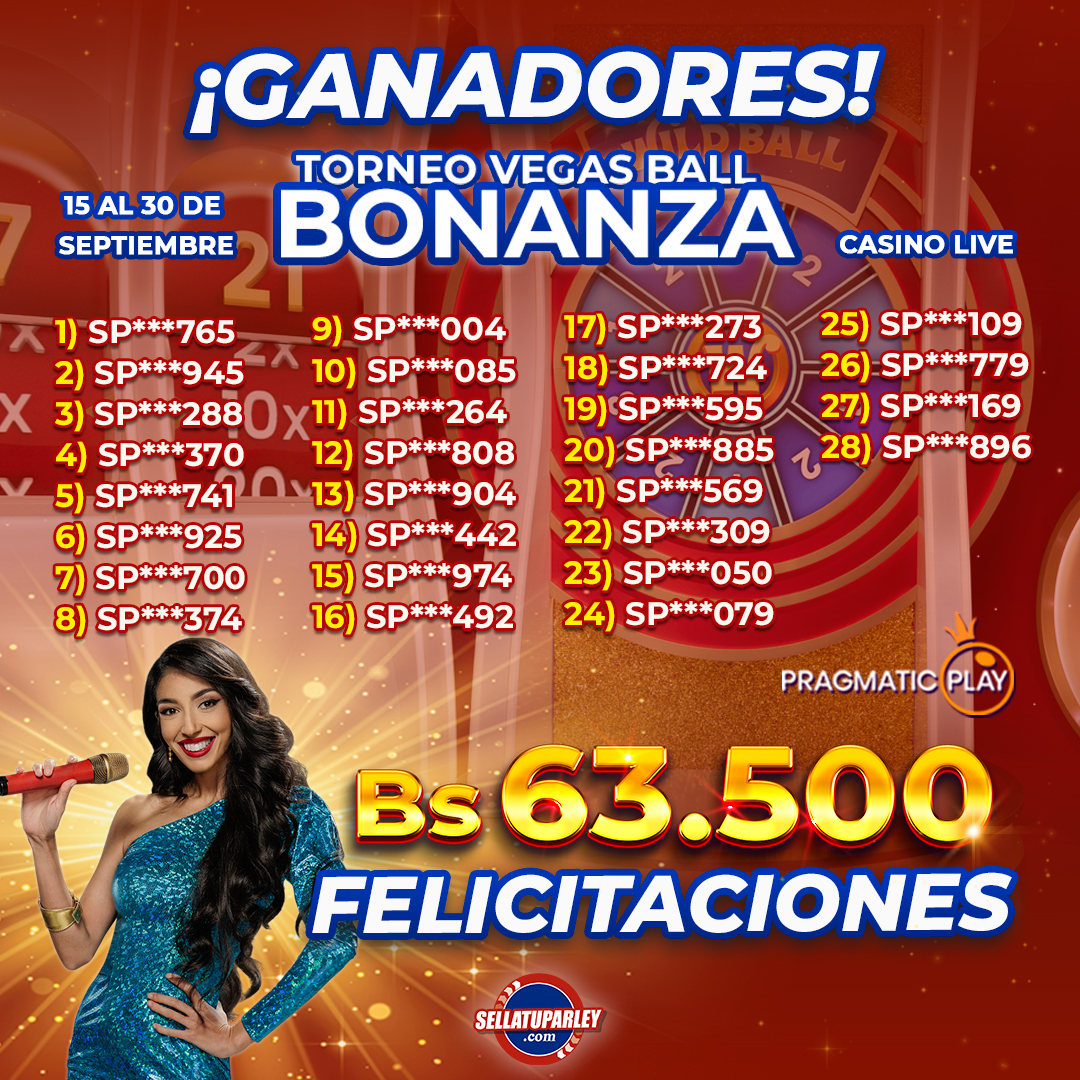 ¡GANADORES!
TORNEO VEGAS BALL
BONANZA
15 AL 30 DE
SEPTIEMBRE
CASINO LIVE
1) SP***765
2) SP***945
3) SP***288
4) SP***370
5) SP***741
6) SP***925
7) SP***700
8) SP***374
9) SP***004
10) SP***085
11) SP***264
12) SP***808
13) SP***904
14) SP***442
15) SP***974
16) SP***492
17) SP***273
18) SP***724
19) SP***595
20) SP***885
21) SP***569
22) SP***309
23) SP***050
24) SP***079
25) SP***109
26) SP***779
27) SP***169
28) SP***896
WILD BALL
PRAGMATIC PLAY
Bs 63.500
FELICITACIONES
SELLATUPARLEY
.com